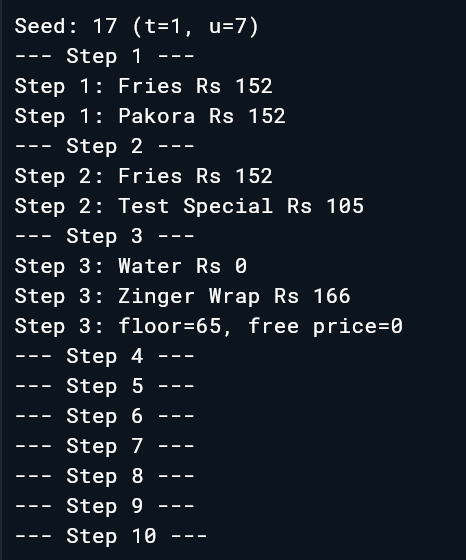 Seed: 17 (t=1, u=7)
--- Step 1 ---
Step 1: Fries Rs 152
Step 1: Pakora Rs 152
--- Step 2 ---
Step 2: Fries Rs 152
Step 2: Test Special Rs 105
--- Step 3 ---
Step 3: Water Rs 0
Step 3: Zinger Wrap Rs 166
Step 3: floor=65, free price=0
--- Step 4 ---
--- Step 5 ---
--- Step 6 ---
--- Step 7 ---
--- Step 8 ---
--- Step 9 ---
--- Step 10 ---